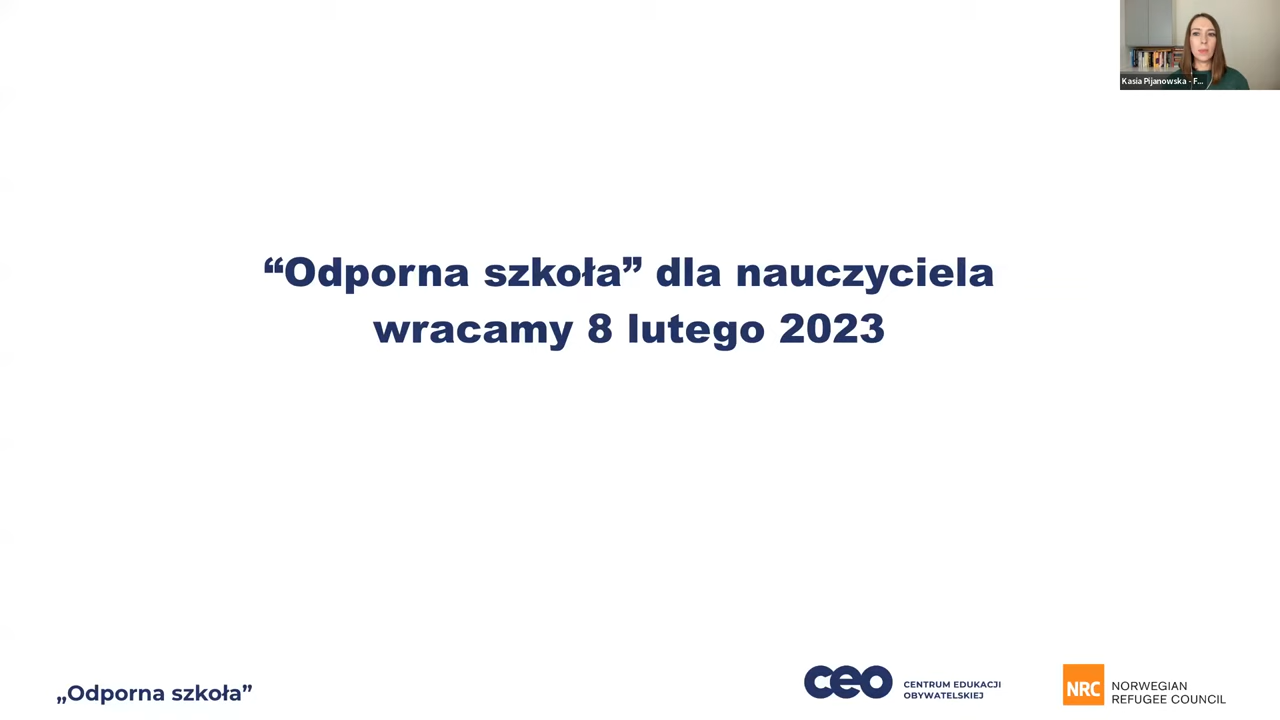 Kasia Pijanowska - F...
“Odporna szkoła” dla nauczyciela
wracamy 8 lutego 2023
„Odporna szkoła”
ceo
CENTRUM EDUKACJI
OBYWATELSKIEJ
NRC
NORWEGIAN
REFUGEE COUNCIL